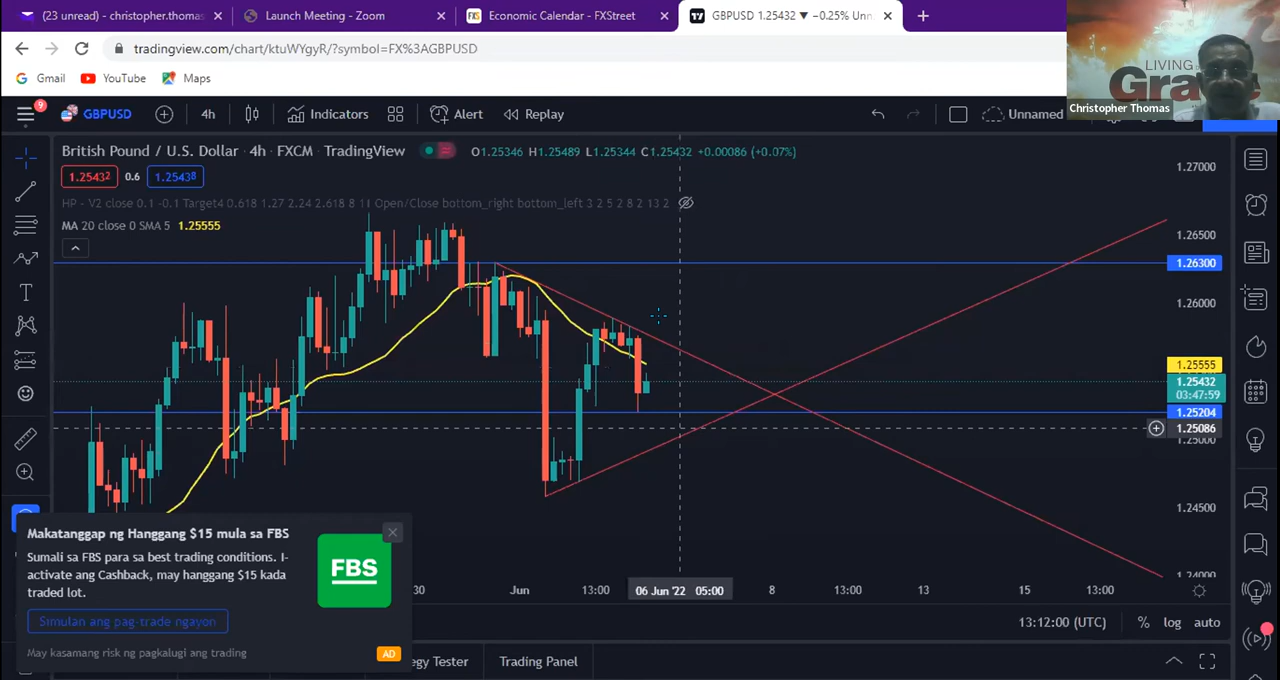 (23 unread) - christopher.thomas
Launch Meeting - Zoom
Economic Calendar - FXStreet
GBPUSD 1.25432 ▼ −0.25% Unn
tradingview.com/chart/ktuWYgyR/?symbol=FX%3AGBPUSD
Gmail
YouTube
Maps
LIVING
Christopher Thomas
9
GBPUSD
4h
Indicators
Alert
Replay
Unnamed
British Pound / U.S. Dollar · 4h · FXCM · TradingView
O1.25346 H1.25489 L1.25344 C1.25432 +0.00086 (+0.07%)
1.25432
0.6
1.25438
HP - V2 close 0.1 -0.1 Target4 0.618 1.27 2.24 2.618 8 11 Open/Close bottom_right bottom_left 3 2 5 2 8 2 13 2
MA 20 close 0 SMA 5 1.25555
1.27000
1.26500
1.26300
1.26000
1.25555
1.25432
03:47:59
1.25204
1.25086
1.25000
1.24500
1.24000
30
Jun
13:00
06 Jun '22 05:00
8
13:00
13
15
13:00
13:12:00 (UTC)
%
log
auto
Makatanggap ng Hanggang $15 mula sa FBS
Sumali sa FBS para sa best trading conditions. I-
activate ang Cashback, may hanggang $15 kada
traded lot.
FBS
Simulan ang pag-trade ngayon
May kasamang risk ng pagkalugi ang trading
AD
egy Tester
Trading Panel